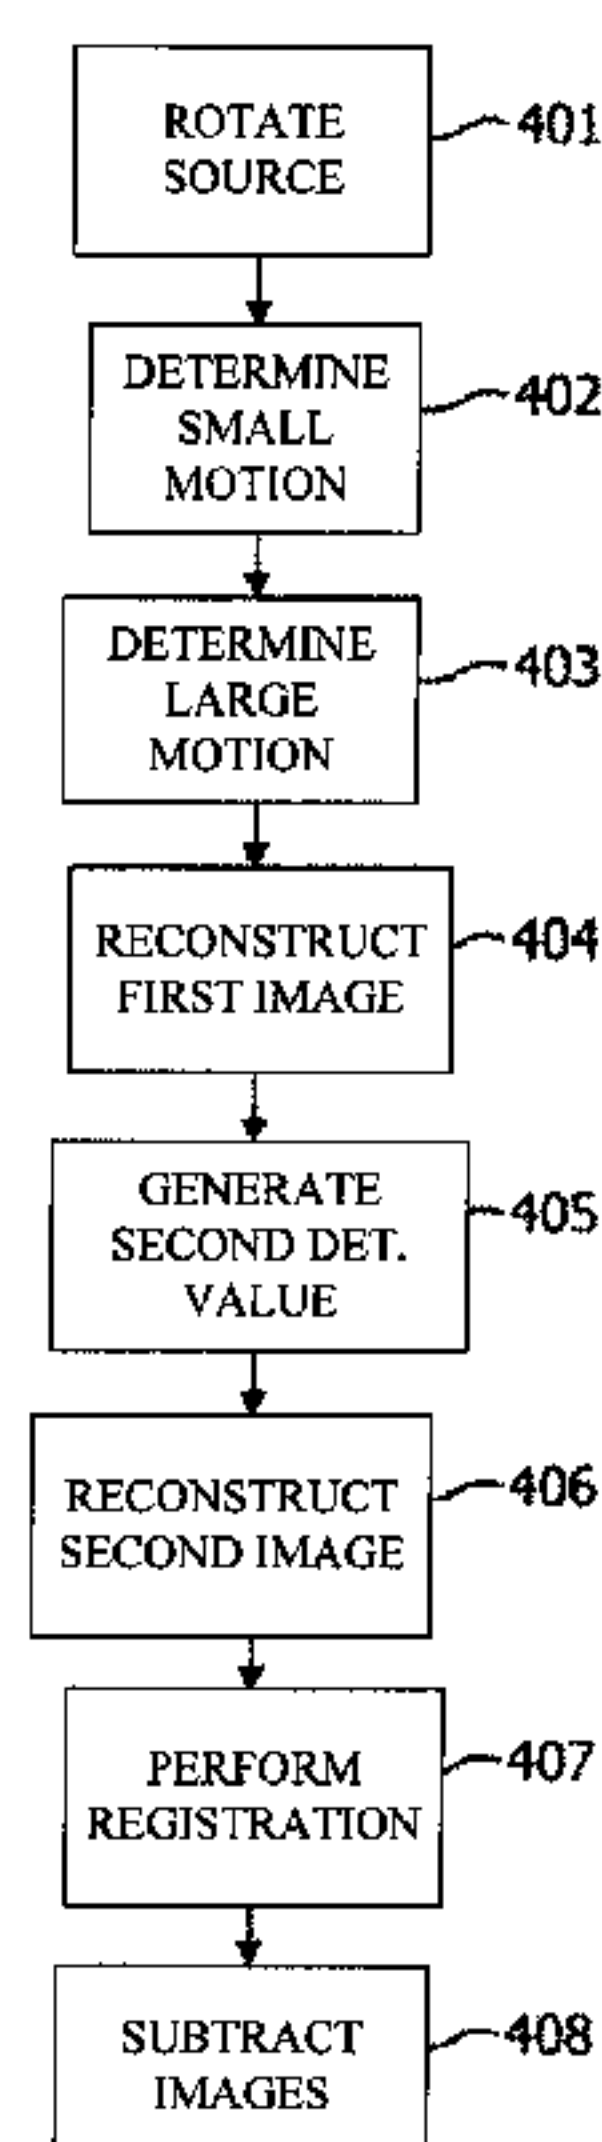 ROTATE
SOURCE
401
DETERMINE
SMALL
MOTION
402
DETERMINE
LARGE
MOTION
403
RECONSTRUCT
FIRST IMAGE
404
GENERATE
SECOND DET.
VALUE
405
RECONSTRUCT
SECOND IMAGE
406
PERFORM
REGISTRATION
407
SUBTRACT
IMAGES
408